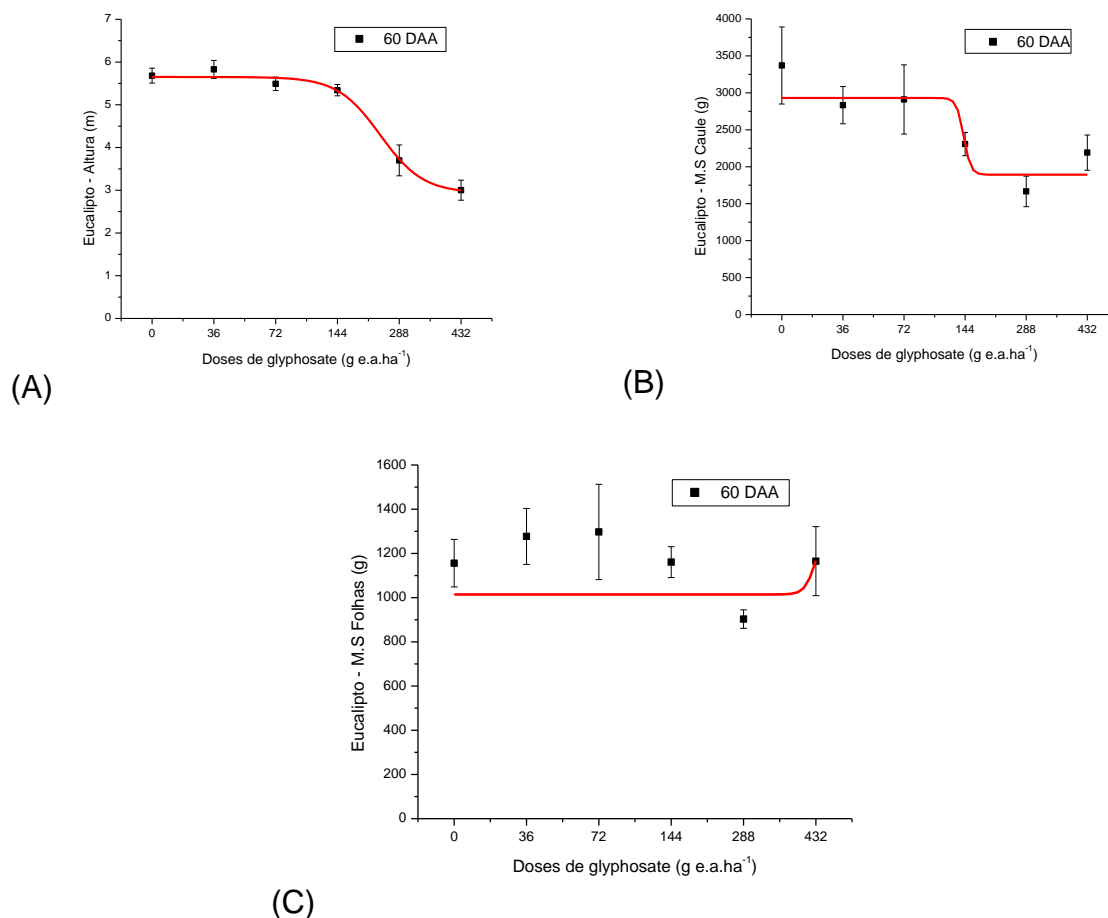 7
6
5
4
3
2
1
0
60 DAA
0 36 72 144 288 432
Eucalipto - Altura (m)
Doses de glyphosate (g e.a.ha⁻¹)
(A)
4000
3500
3000
2500
2000
1500
1000
500
0
60 DAA
0 36 72 144 288 432
Eucalipto - M.S Caule (g)
Doses de glyphosate (g e.a.ha⁻¹)
(B)
1600
1400
1200
1000
800
600
400
200
0
60 DAA
0 36 72 144 288 432
Eucalipto - M.S Folhas (g)
Doses de glyphosate (g e.a.ha⁻¹)
(C)